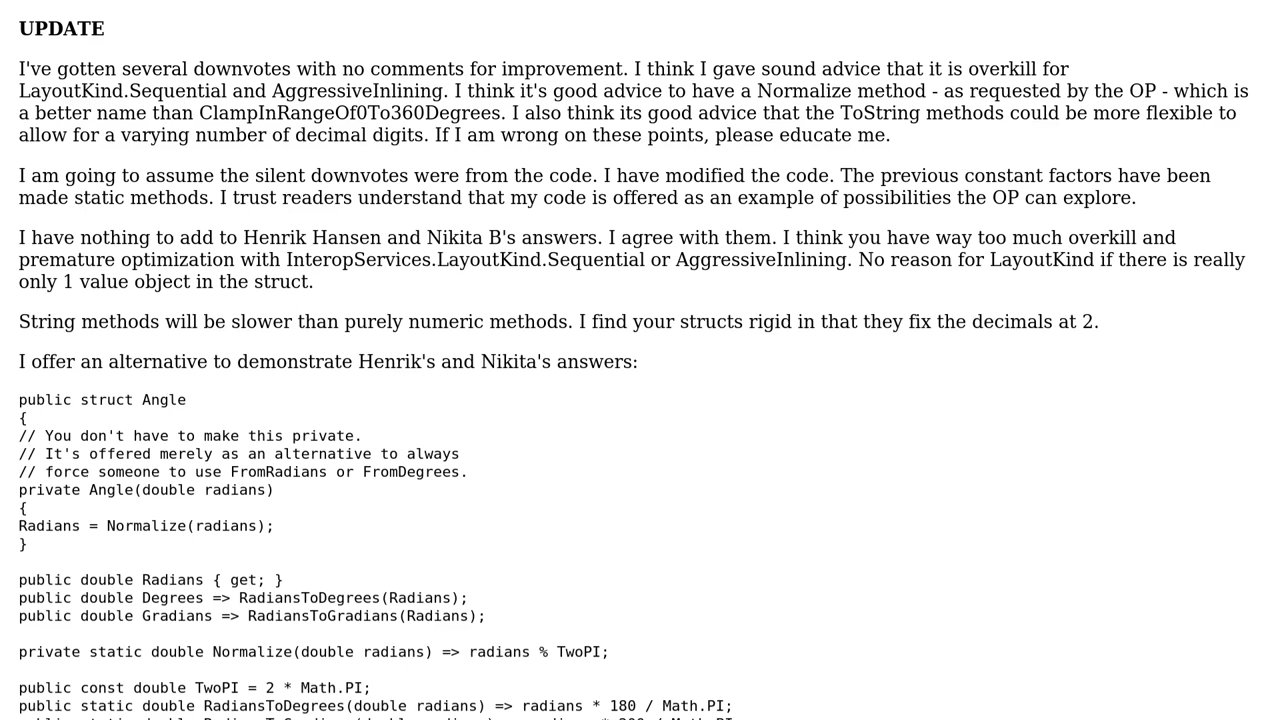 UPDATE
I've gotten several downvotes with no comments for improvement. I think I gave sound advice that it is overkill for
LayoutKind.Sequential and AggressiveInlining. I think it's good advice to have a Normalize method - as requested by the OP - which is
a better name than ClampInRangeOf0To360Degrees. I also think its good advice that the ToString methods could be more flexible to
allow for a varying number of decimal digits. If I am wrong on these points, please educate me.
I am going to assume the silent downvotes were from the code. I have modified the code. The previous constant factors have been
made static methods. I trust readers understand that my code is offered as an example of possibilities the OP can explore.
I have nothing to add to Henrik Hansen and Nikita B's answers. I agree with them. I think you have way too much overkill and
premature optimization with InteropServices.LayoutKind.Sequential or AggressiveInlining. No reason for LayoutKind if there is really
only 1 value object in the struct.
String methods will be slower than purely numeric methods. I find your structs rigid in that they fix the decimals at 2.
I offer an alternative to demonstrate Henrik's and Nikita's answers:
public struct Angle
{
// You don't have to make this private.
// It's offered merely as an alternative to always
// force someone to use FromRadians or FromDegrees.
private Angle(double radians)
{
Radians = Normalize(radians);
}
public double Radians { get; }
public double Degrees => RadiansToDegrees(Radians);
public double Gradians => RadiansToGradians(Radians);
private static double Normalize(double radians) => radians % TwoPI;
public const double TwoPI = 2 * Math.PI;
public static double RadiansToDegrees(double radians) => radians * 180 / Math.PI;